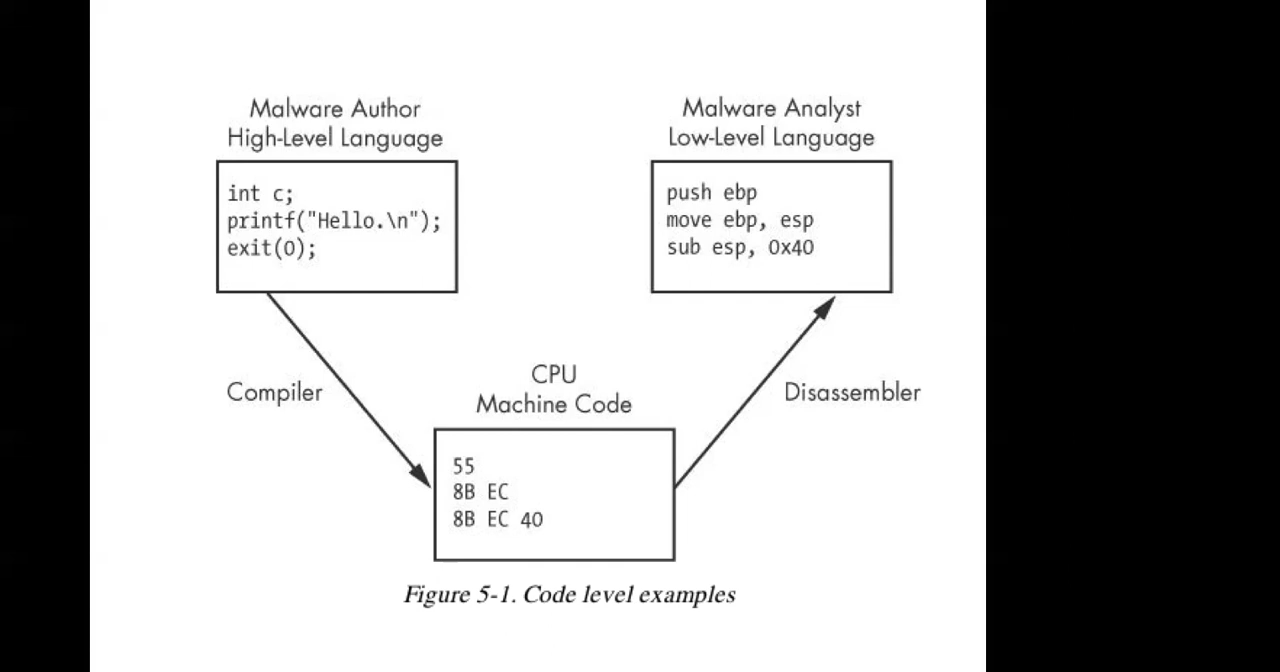 Malware Author
High-Level Language
int c;
printf("Hello.\n");
exit(0);
Malware Analyst
Low-Level Language
push ebp
move ebp, esp
sub esp, 0x40
Compiler
CPU
Machine Code
55
8B EC
8B EC 40
Disassembler
Figure 5-1. Code level examples